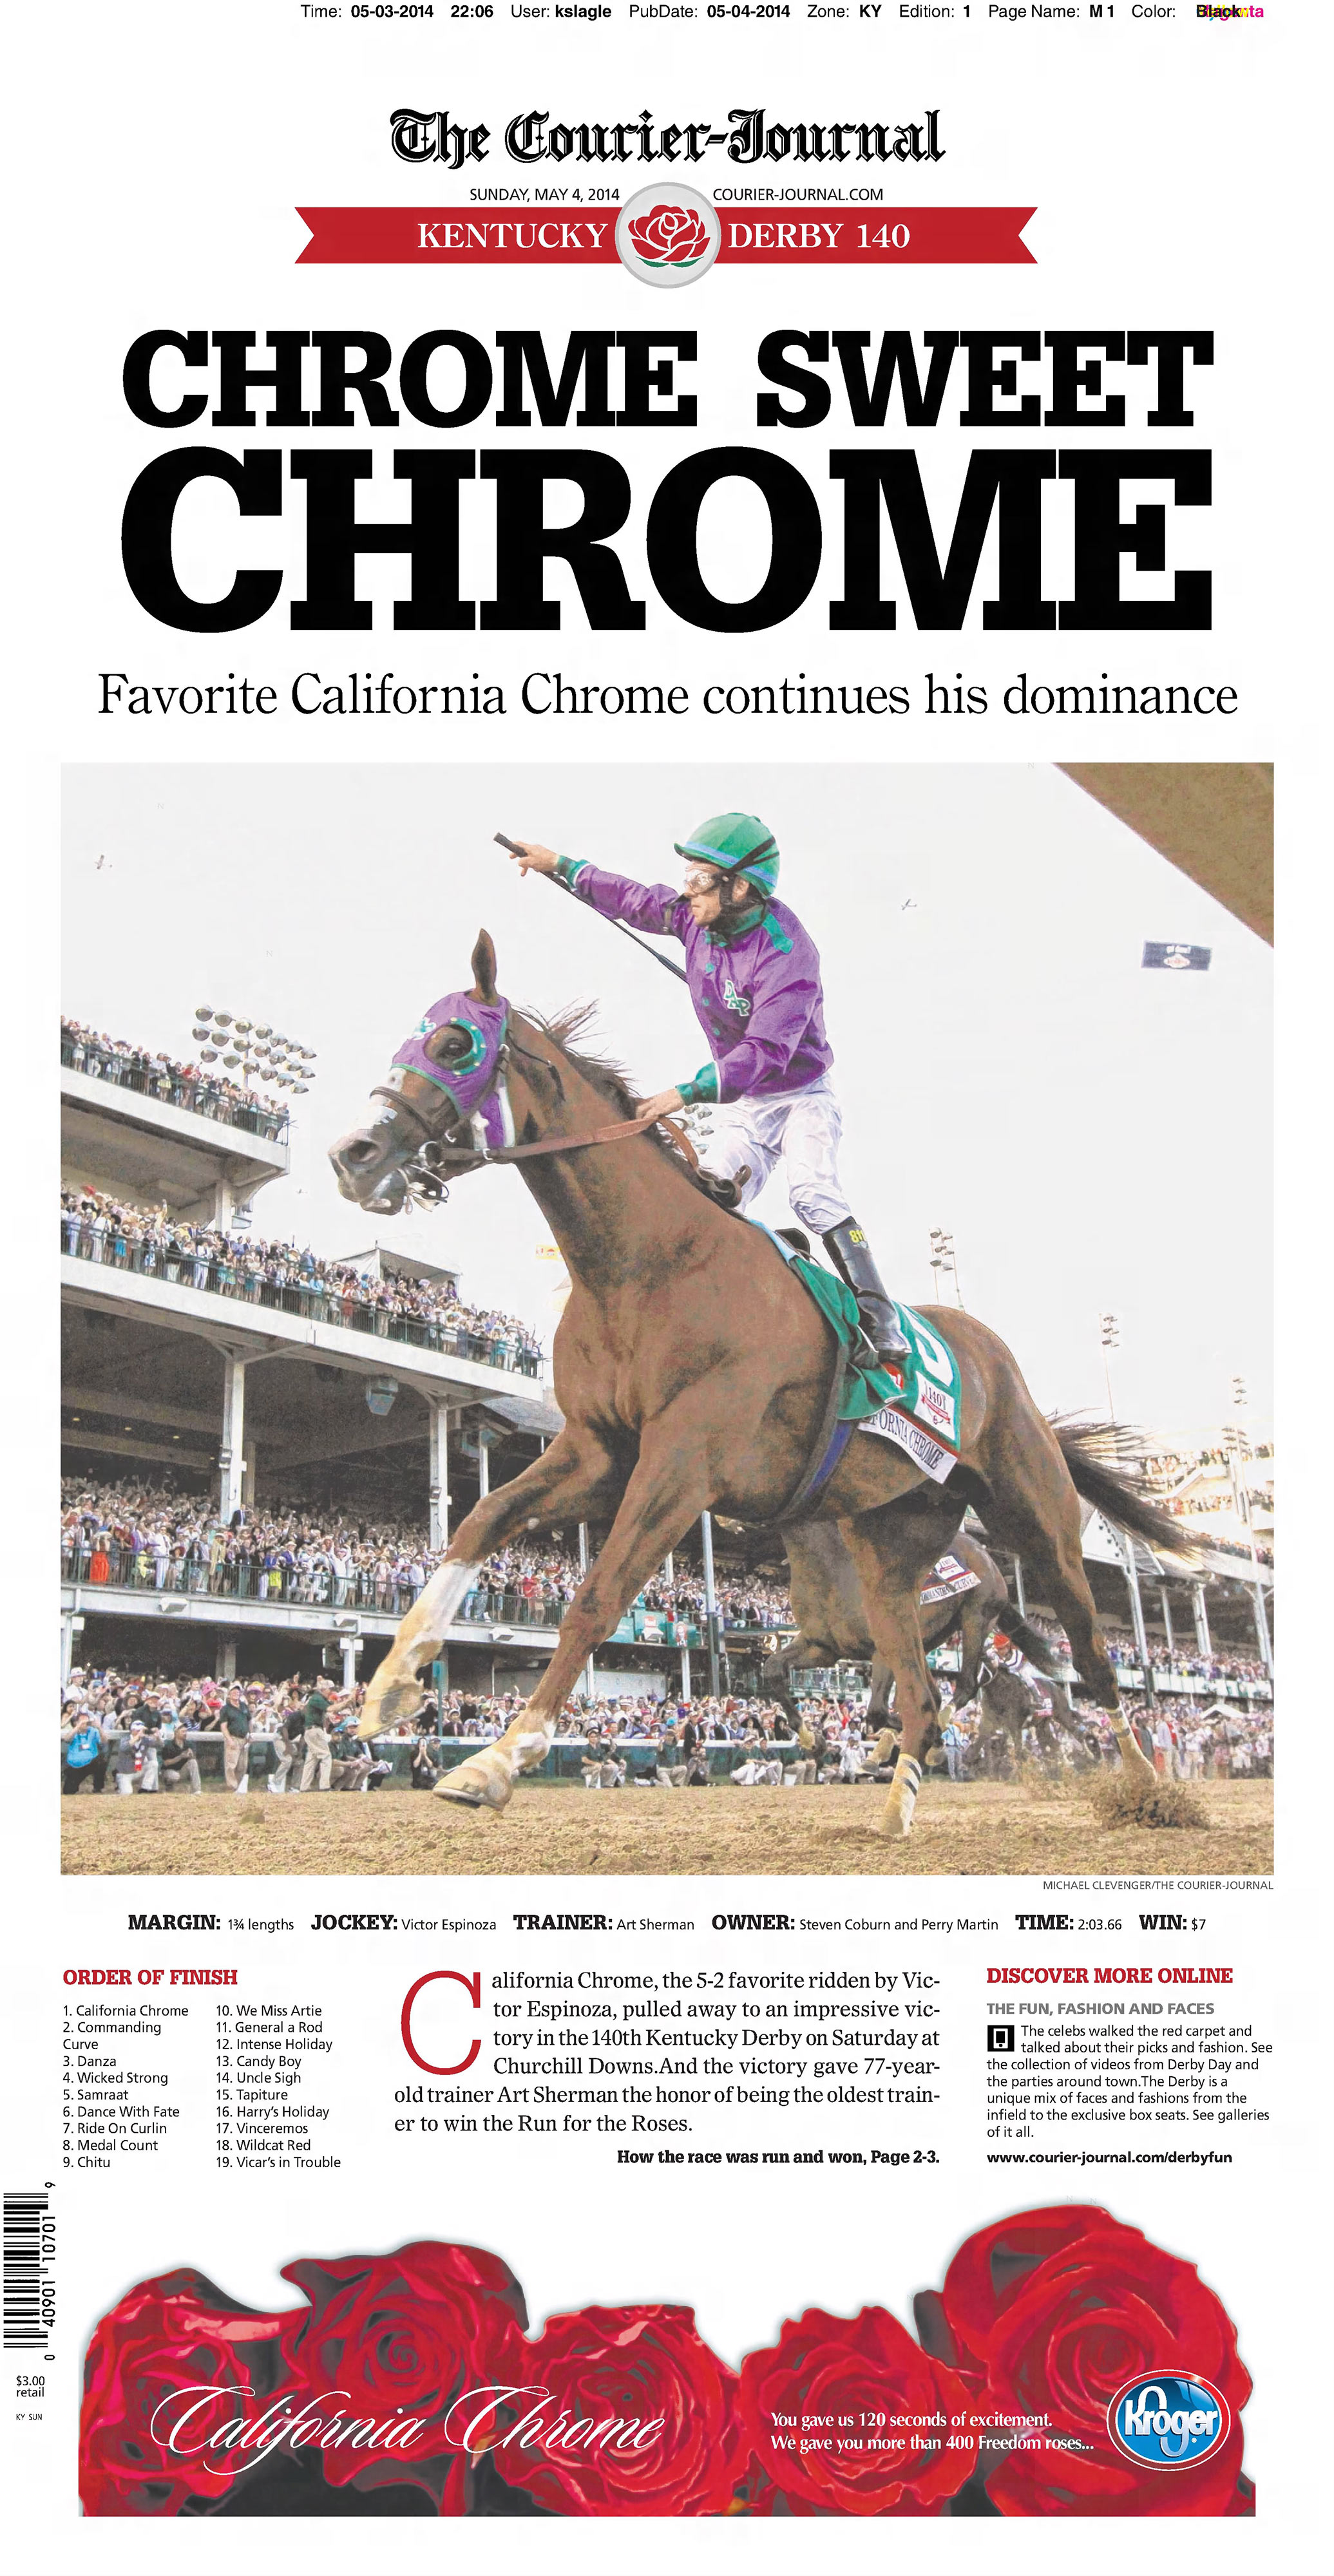 Time: 05-03-2014 22:06 User: kslagle PubDate: 05-04-2014 Zone: KY Edition: 1 Page Name: M 1 Color:
The Courier-Journal
SUNDAY, MAY 4, 2014 COURIER-JOURNAL.COM
KENTUCKY DERBY 140
CHROME SWEET
CHROME
Favorite California Chrome continues his dominance
MICHAEL CLEVENGER/THE COURIER-JOURNAL
MARGIN: 1¾ lengths JOCKEY: Victor Espinoza TRAINER: Art Sherman OWNER: Steven Coburn and Perry Martin TIME: 2:03.66 WIN: $7
ORDER OF FINISH
1. California Chrome
2. Commanding
Curve
3. Danza
4. Wicked Strong
5. Samraat
6. Dance With Fate
7. Ride On Curlin
8. Medal Count
9. Chitu
10. We Miss Artie
11. General a Rod
12. Intense Holiday
13. Candy Boy
14. Uncle Sigh
15. Tapiture
16. Harry's Holiday
17. Vinceremos
18. Wildcat Red
19. Vicar's in Trouble
California Chrome, the 5-2 favorite ridden by Vic-
tor Espinoza, pulled away to an impressive vic-
tory in the 140th Kentucky Derby on Saturday at
Churchill Downs.And the victory gave 77-year-
old trainer Art Sherman the honor of being the oldest train-
er to win the Run for the Roses.
How the race was run and won, Page 2-3.
DISCOVER MORE ONLINE
THE FUN, FASHION AND FACES
The celebs walked the red carpet and
talked about their picks and fashion. See
the collection of videos from Derby Day and
the parties around town.The Derby is a
unique mix of faces and fashions from the
infield to the exclusive box seats. See galleries
of it all.
www.courier-journal.com/derbyfun
0 40901 10701 9
$3.00
retail
KY SUN
California Chrome
You gave us 120 seconds of excitement.
We gave you more than 400 Freedom roses...
Kroger